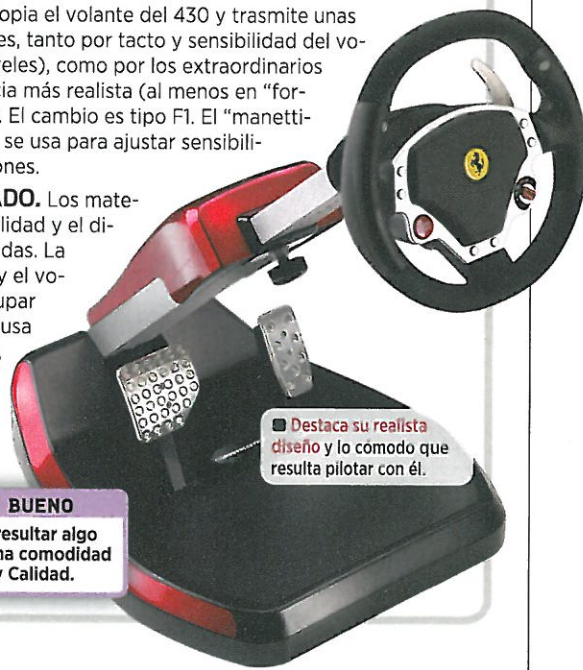 opia el volante del 430 y trasmite unas
es, tanto por tacto y sensibilidad del vo-
veles), como por los extraordinarios
ia más realista (al menos en “for-
. El cambio es tipo F1. El “manetti-
se usa para ajustar sensibili-
ones.
ADO. Los mate-
lidad y el di-
das. La
y el vo-
upar
usa
■ Destaca su realista
diseño y lo cómodo que
resulta pilotar con él.
BUENO
resultar algo
na comodidad
y Calidad.